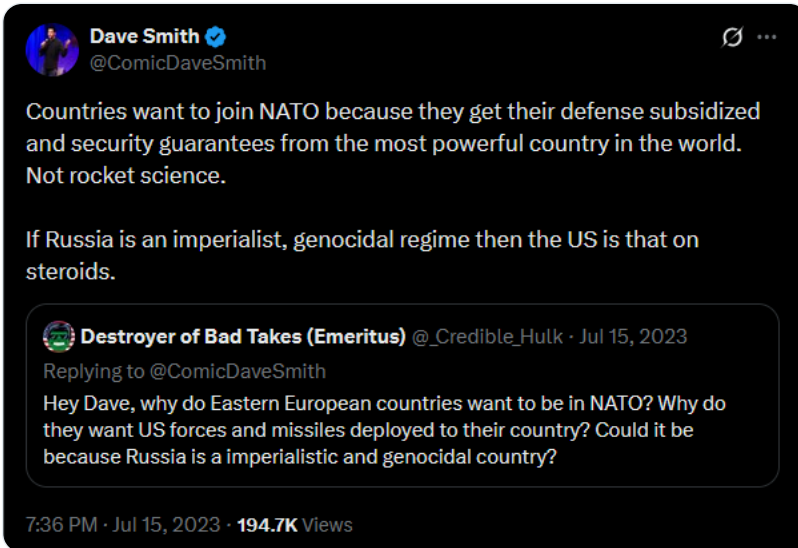 Dave Smith
@ComicDaveSmith
Countries want to join NATO because they get their defense subsidized
and security guarantees from the most powerful country in the world.
Not rocket science.
If Russia is an imperialist, genocidal regime then the US is that on
steroids.
Destroyer of Bad Takes (Emeritus) @_Credible_Hulk · Jul 15, 2023
Replying to @ComicDaveSmith
Hey Dave, why do Eastern European countries want to be in NATO? Why do
they want US forces and missiles deployed to their country? Could it be
because Russia is a imperialistic and genocidal country?
7:36 PM · Jul 15, 2023 · 194.7K Views